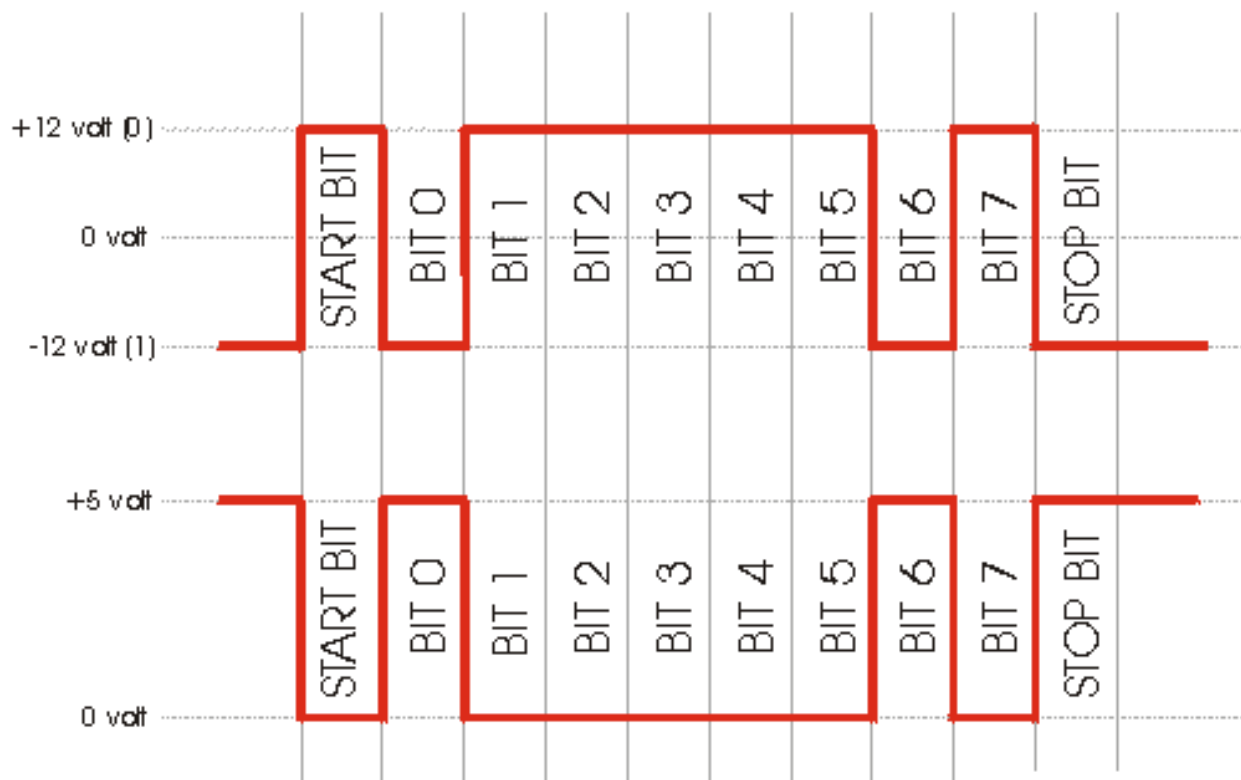 +12 volt (0)
0 volt
-12 volt (1)
START BIT
BIT 0
BIT 1
BIT 2
BIT 3
BIT 4
BIT 5
BIT 6
BIT 7
STOP BIT
+5 volt
0 volt
START BIT
BIT 0
BIT 1
BIT 2
BIT 3
BIT 4
BIT 5
BIT 6
BIT 7
STOP BIT